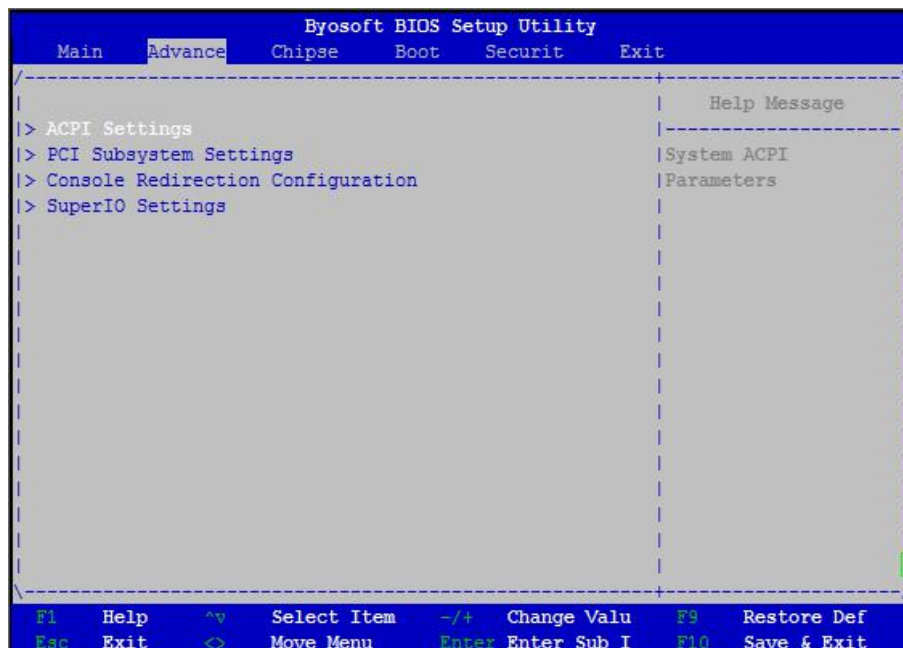 Byosoft BIOS Setup Utility
Main Advance Chipse Boot Securit Exit
Help Message
> ACPI Settings
> PCI Subsystem Settings
System ACPI
> Console Redirection Configuration
Parameters
> SuperIO Settings
F1 Help ^v Select Item -/+ Change Valu F9 Restore Def
Esc Exit <> Move Menu Enter Enter Sub I F10 Save & Exit